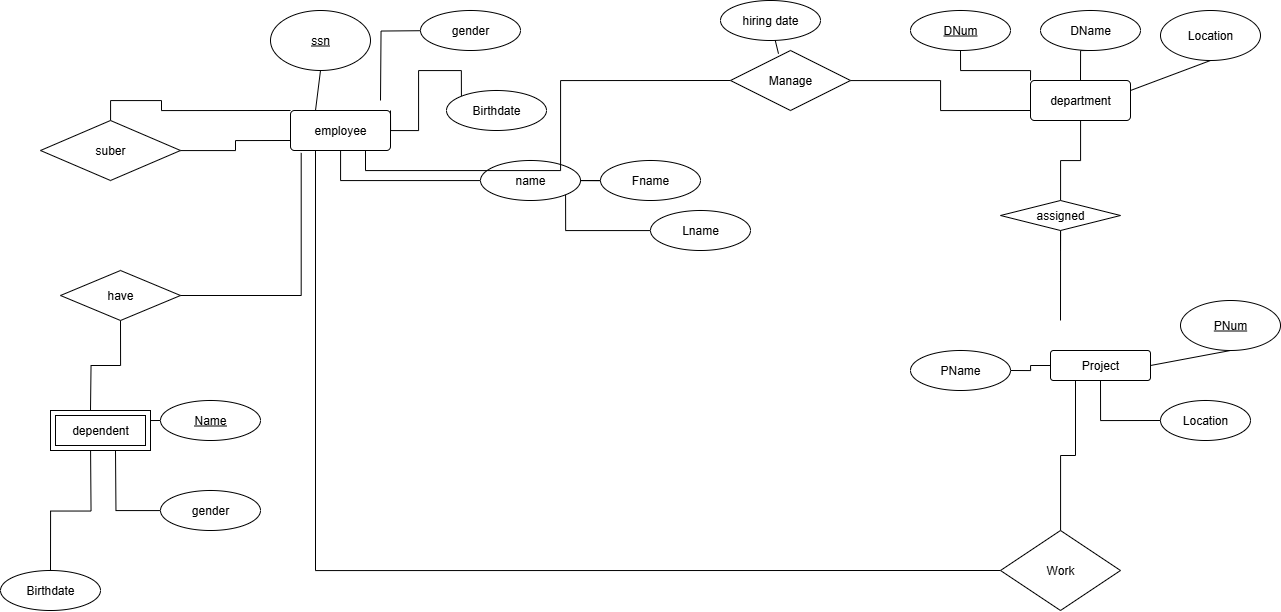 hiring date
ssn
gender
DNum
DName
Location
Manage
department
Birthdate
employee
suber
name
Fname
assigned
Lname
have
PNum
Project
PName
Name
dependent
Location
gender
Work
Birthdate